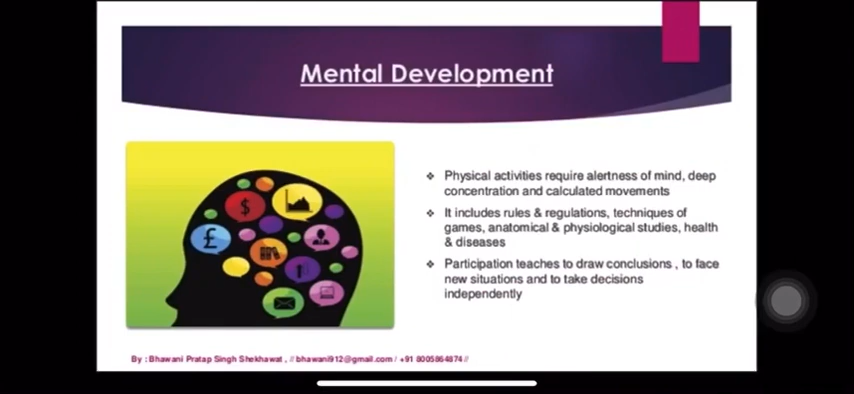 Mental Development
❖ Physical activities require alertness of mind, deep
concentration and calculated movements
❖ It includes rules & regulations, techniques of
games, anatomical & physiological studies, health
& diseases
❖ Participation teaches to draw conclusions , to face
new situations and to take decisions
independently
$
£
By : Bhawani Pratap Singh Shekhawat , // bhawani912@gmail.com / +91 8005864874 //